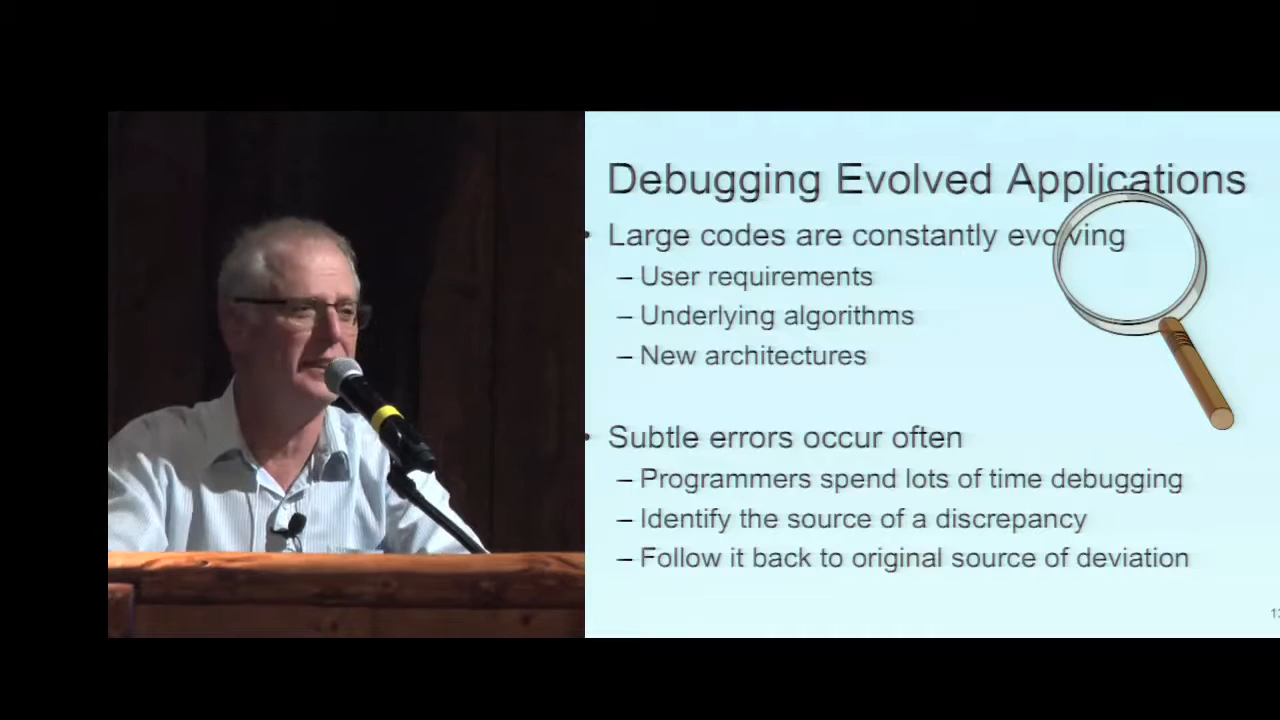 Debugging Evolved Applications
• Large codes are constantly evolving
– User requirements
– Underlying algorithms
– New architectures
• Subtle errors occur often
– Programmers spend lots of time debugging
– Identify the source of a discrepancy
– Follow it back to original source of deviation